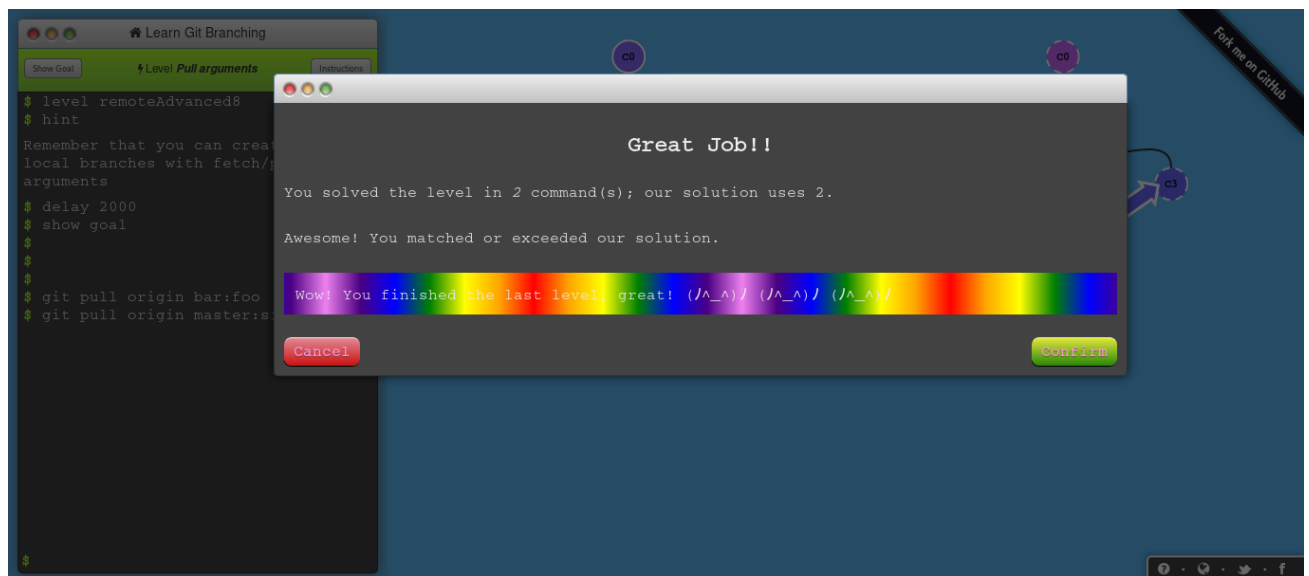 Learn Git Branching
Show Goal
Level Pull arguments
Instructions
$ level remoteAdvanced8
$ hint
Remember that you can
local branches with
arguments
$ delay 2000
$ show goal
$
$
$
$ git pull origin bar:foo
$ git pull origin
$
c0
c0
c3
Fork me on GitHub
Great Job!!
You solved the level in 2 command(s); our solution uses 2.
Awesome! You matched or exceeded our solution.
Wow! You finished the last level, great! (ﾉ^_^)ﾉ (ﾉ^_^)ﾉ (ﾉ^_^)ﾉ
Cancel
Confirm